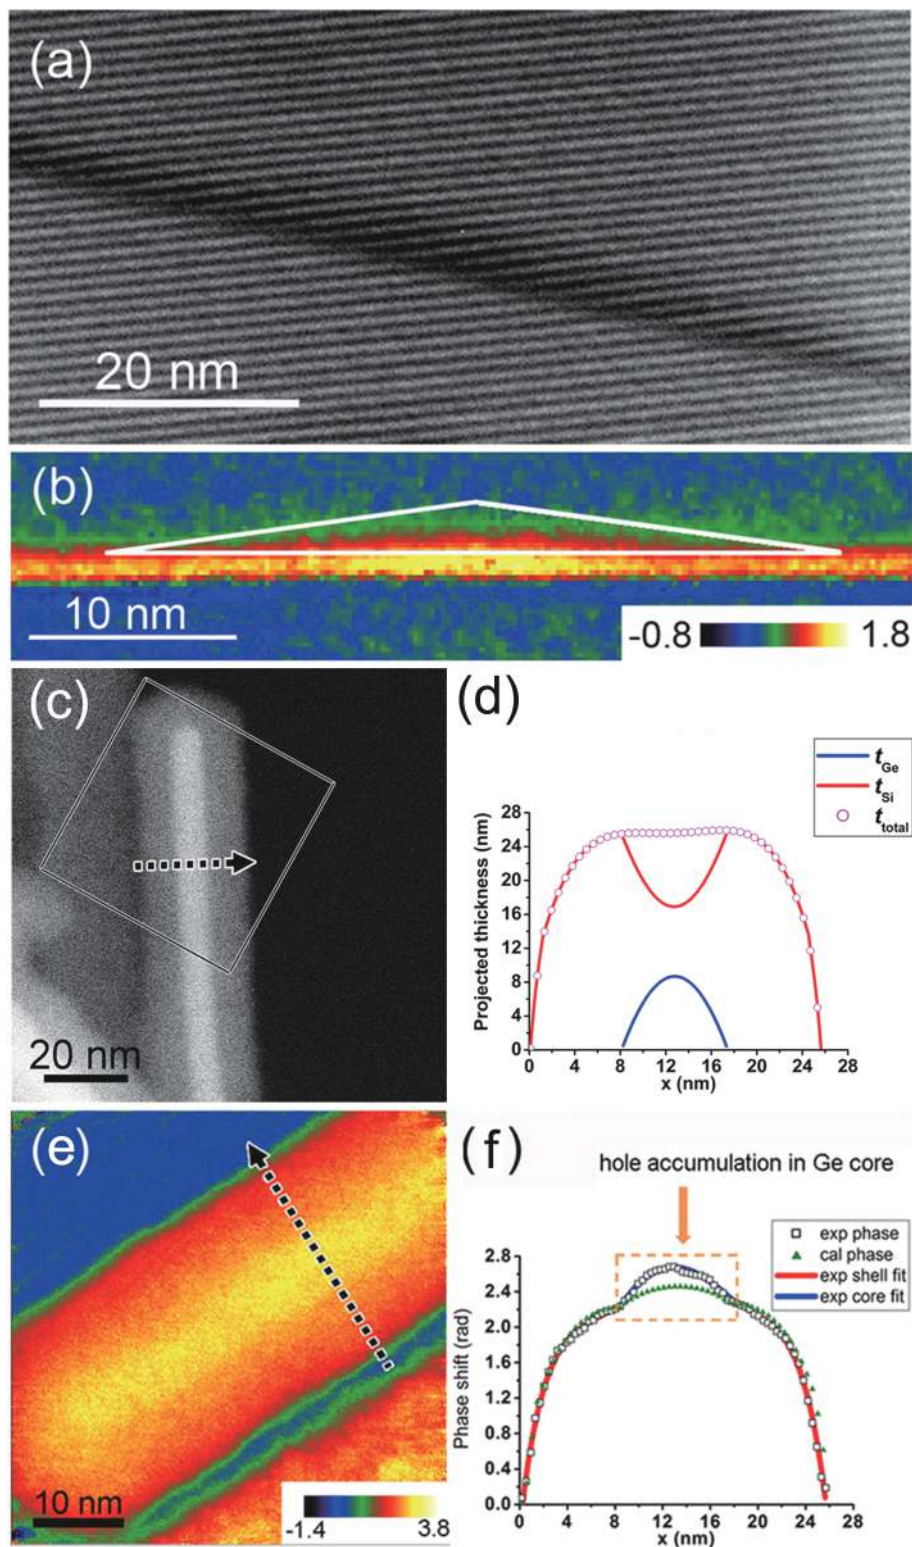 (a)
20 nm
(b)
10 nm
-0.8 1.8
(c)
20 nm
(d)
t_Ge
t_Si
t_total
Projected thickness (nm)
28
24
20
16
12
8
4
0
0 4 8 12 16 20 24 28
x (nm)
(e)
10 nm
-1.4 3.8
(f)
hole accumulation in Ge core
exp phase
cal phase
exp shell fit
exp core fit
Phase shift (rad)
2.8
2.4
2.0
1.6
1.2
0.8
0.4
0.0
0 4 8 12 16 20 24 28
x (nm)